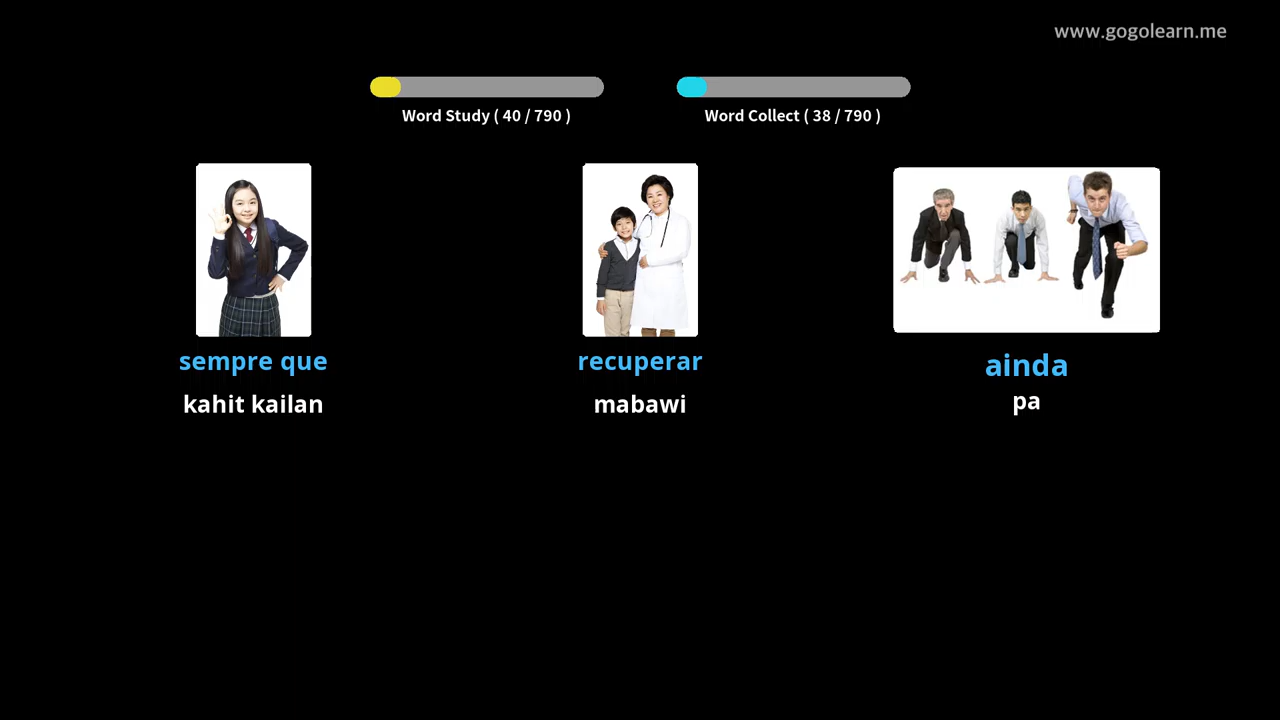 www.gogolearn.me
Word Study ( 40 / 790 )
Word Collect ( 38 / 790 )
sempre que
kahit kailan
recuperar
mabawi
ainda
pa